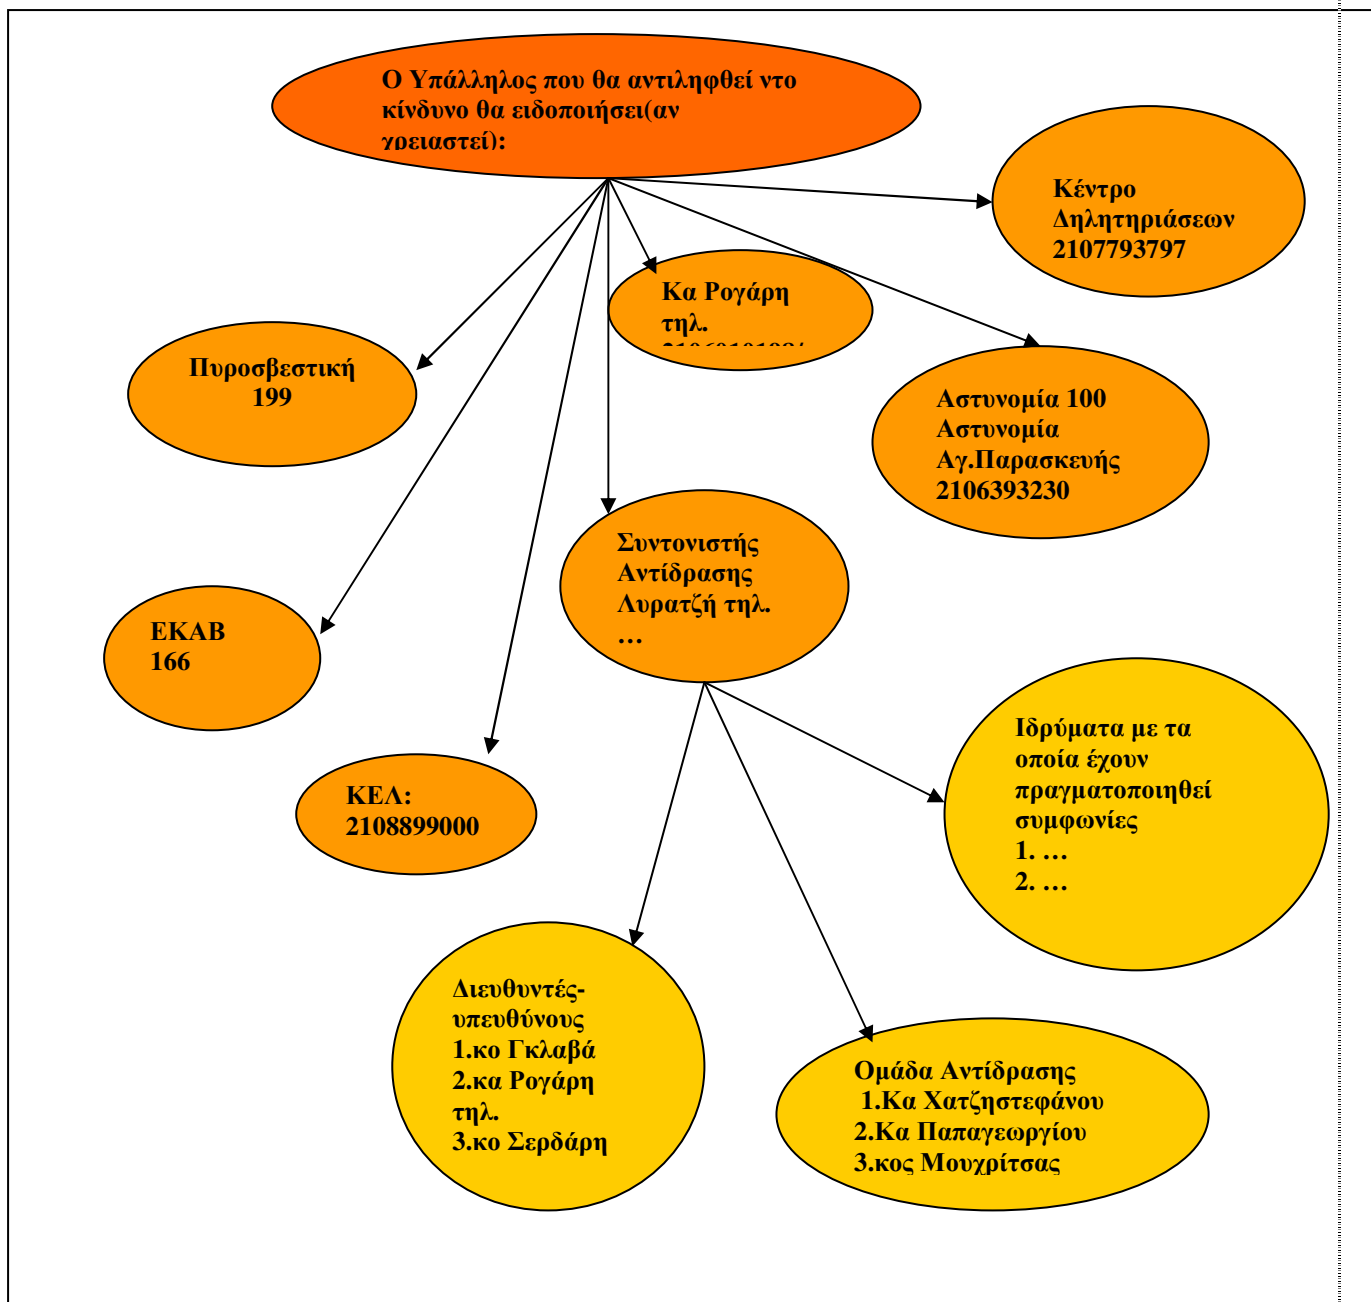 Ο Υπάλληλος που θα αντιληφθεί ντο
κίνδυνο θα ειδοποιήσει(αν
χρειαστεί):
Κέντρο
Δηλητηριάσεων
2107793797
Κα Ρογάρη
τηλ.
Πυροσβεστική
199
Αστυνομία 100
Αστυνομία
Αγ.Παρασκευής
2106393230
Συντονιστής
Αντίδρασης
Λυρατζή τηλ.
…
ΕΚΑΒ
166
ΚΕΛ:
2108899000
Ιδρύματα με τα
οποία έχουν
πραγματοποιηθεί
συμφωνίες
1. …
2. …
Διευθυντές-
υπευθύνους
1.κο Γκλαβά
2.κα Ρογάρη
τηλ.
3.κο Σερδάρη
Ομάδα Αντίδρασης
1.Κα Χατζηστεφάνου
2.Κα Παπαγεωργίου
3.κος Μουχρίτσας